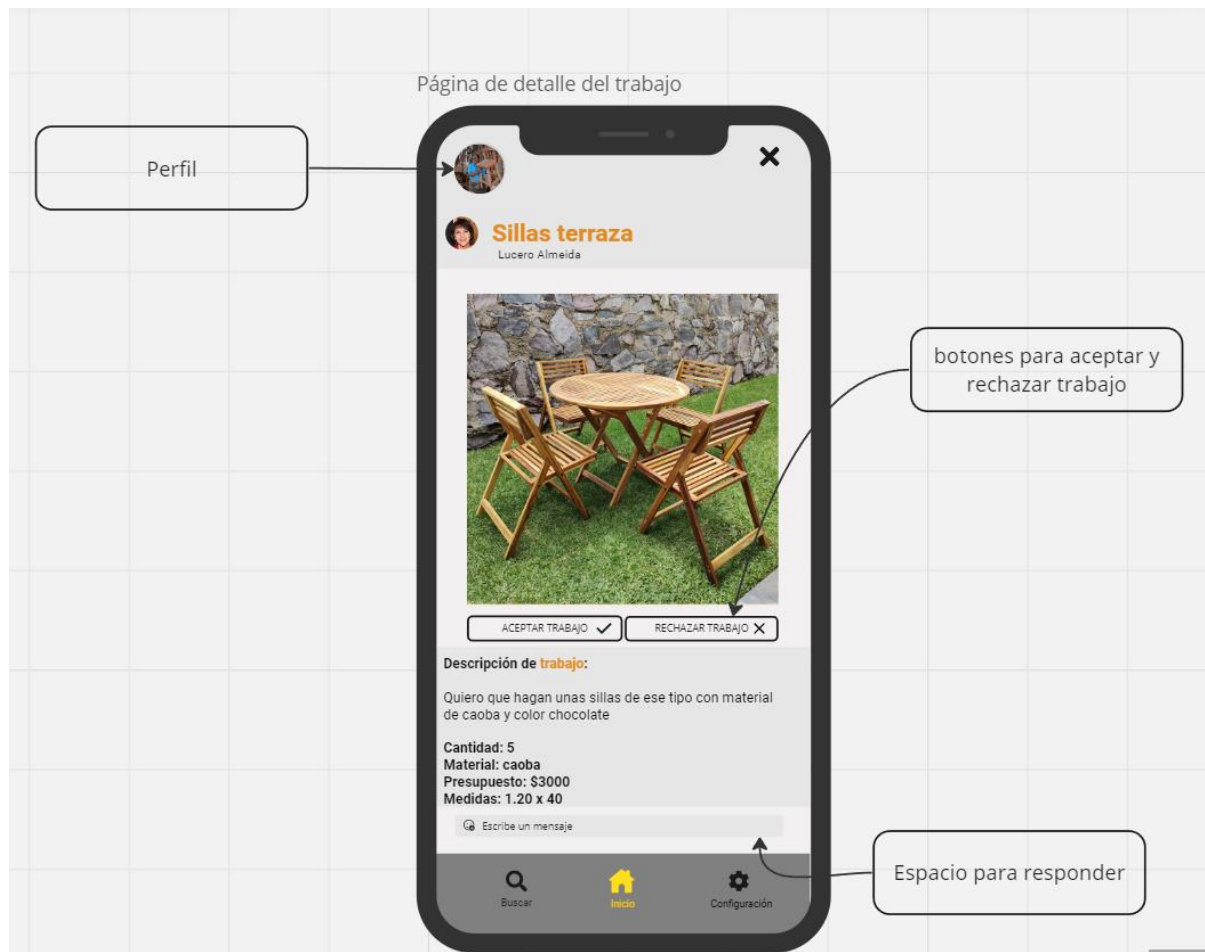 Página de detalle del trabajo
Perfil
Sillas terraza
Lucero Almeida
botones para aceptar y
rechazar trabajo
ACEPTAR TRABAJO
RECHAZAR TRABAJO
Descripción de trabajo:
Quiero que hagan unas sillas de ese tipo con material
de caoba y color chocolate
Cantidad: 5
Material: caoba
Presupuesto: $3000
Medidas: 1.20 x 40
Escribe un mensaje
Espacio para responder
Buscar
Inicio
Configuración